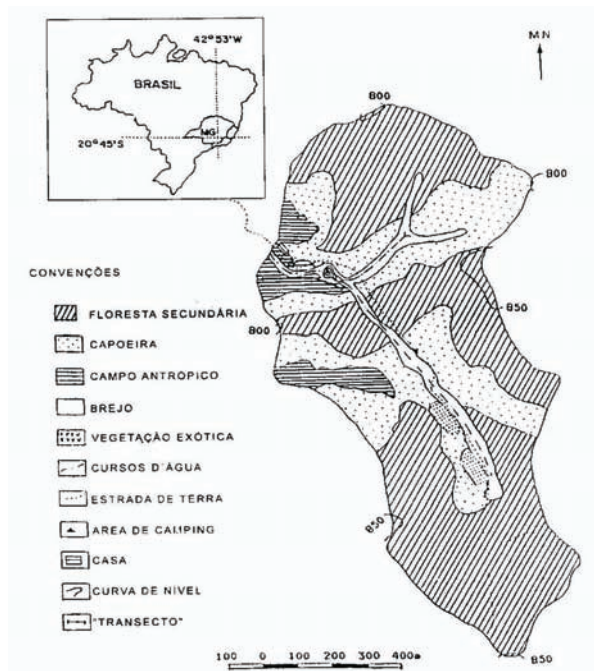 42°53'W
BRASIL
MG
20°45'S
MN
800
800
850
800
850
850
CONVENÇÕES
FLORESTA SECUNDÁRIA
CAPOEIRA
CAMPO ANTRÓPICO
BREJO
VEGETAÇÃO EXÓTICA
CURSOS D'ÁGUA
ESTRADA DE TERRA
AREA DE CAMPING
CASA
CURVA DE NIVEL
"TRANSECTO"
100 0 100 200 300 400m